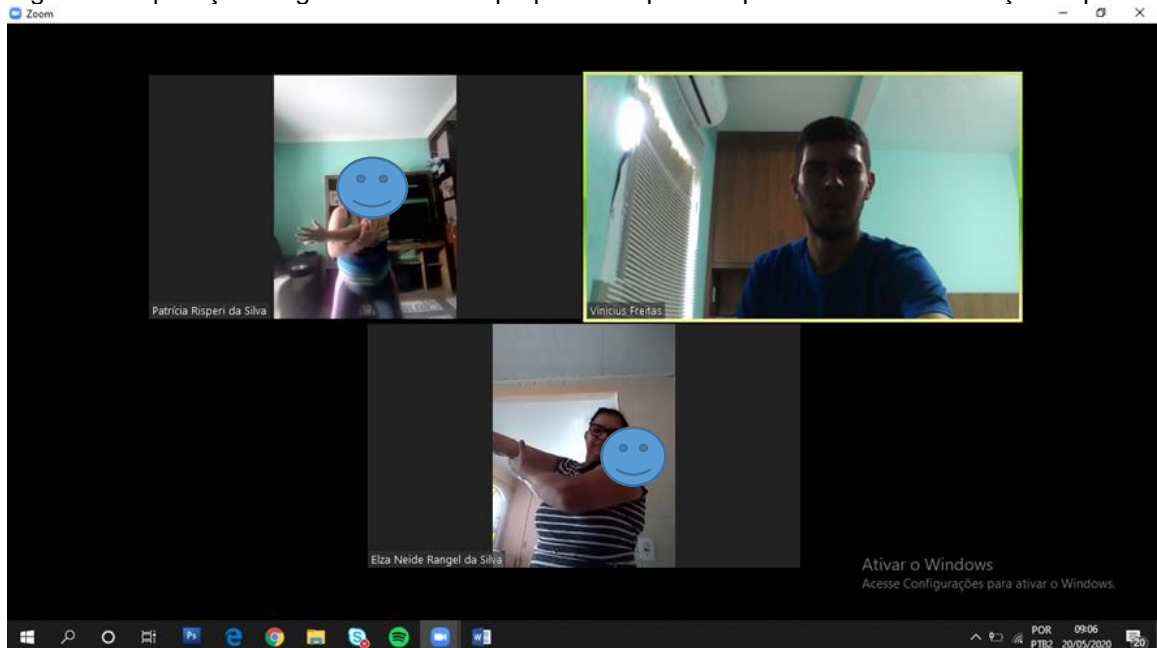 Zoom
Patrícia Risperi da Silva
Vinicius Freitas
Elza Neide Rangel da Silva
Ativar o Windows
Acesse Configurações para ativar o Windows.
Ps
POR
09:06
PTB2
20/05/2020
20